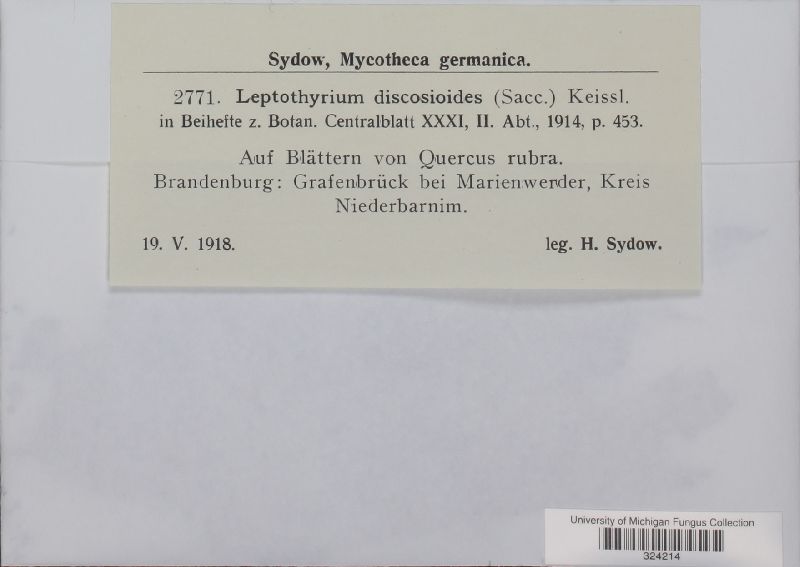 Sydow, Mycotheca germanica.
2771. Leptothyrium discosioides (Sacc.) Keissl.
in Beihefte z. Botan. Centralblatt XXXI, II. Abt., 1914, p. 453.
Auf Blättern von Quercus rubra.
Brandenburg: Grafenbrück bei Marienwerder, Kreis
Niederbarnim.
19. V. 1918. leg. H. Sydow.
University of Michigan Fungus Collection
324214